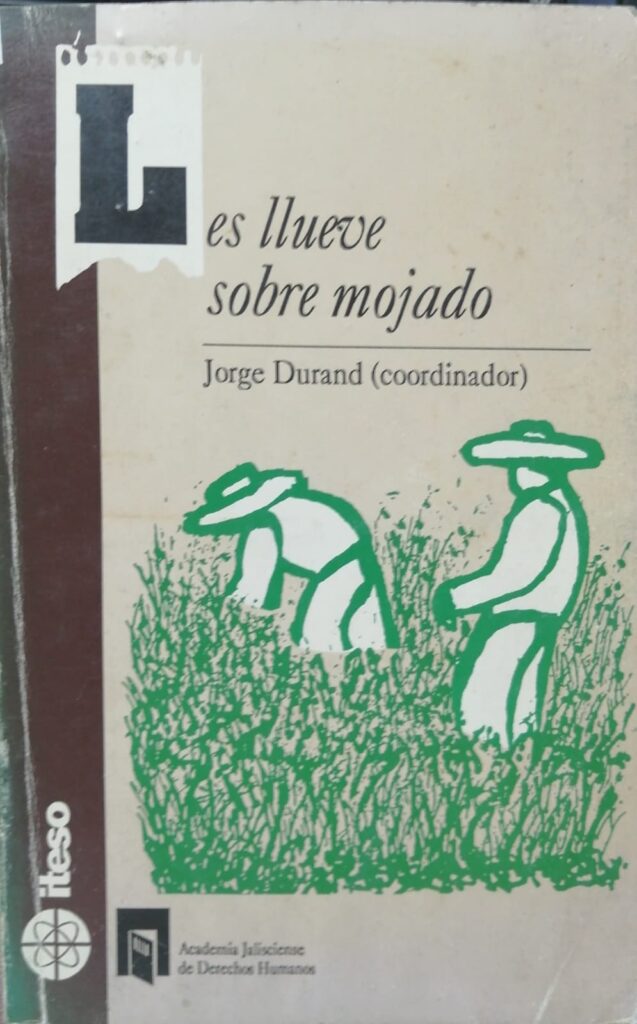 Les llueve
sobre mojado
Jorge Durand (coordinador)
iteso
Academia Jalisciense
de Derechos Humanos